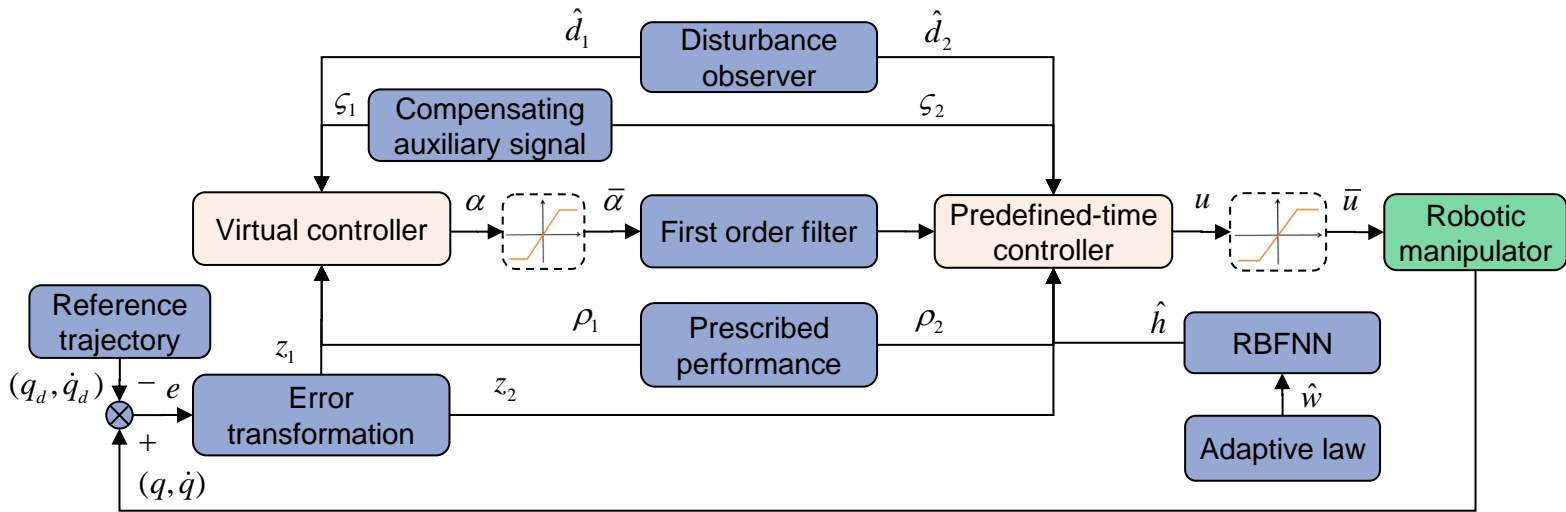 d̂₁
Disturbance
observer
d̂₂
ς₁
Compensating
auxiliary signal
ς₂
Virtual controller
α
ᾱ
First order filter
Predefined-time
controller
u
ū
Robotic
manipulator
Reference
trajectory
z₁
ρ₁
Prescribed
performance
ρ₂
ĥ
RBFNN
(q_d, q̇_d)
−
e
+
Error
transformation
z₂
ŵ
Adaptive law
(q, q̇)